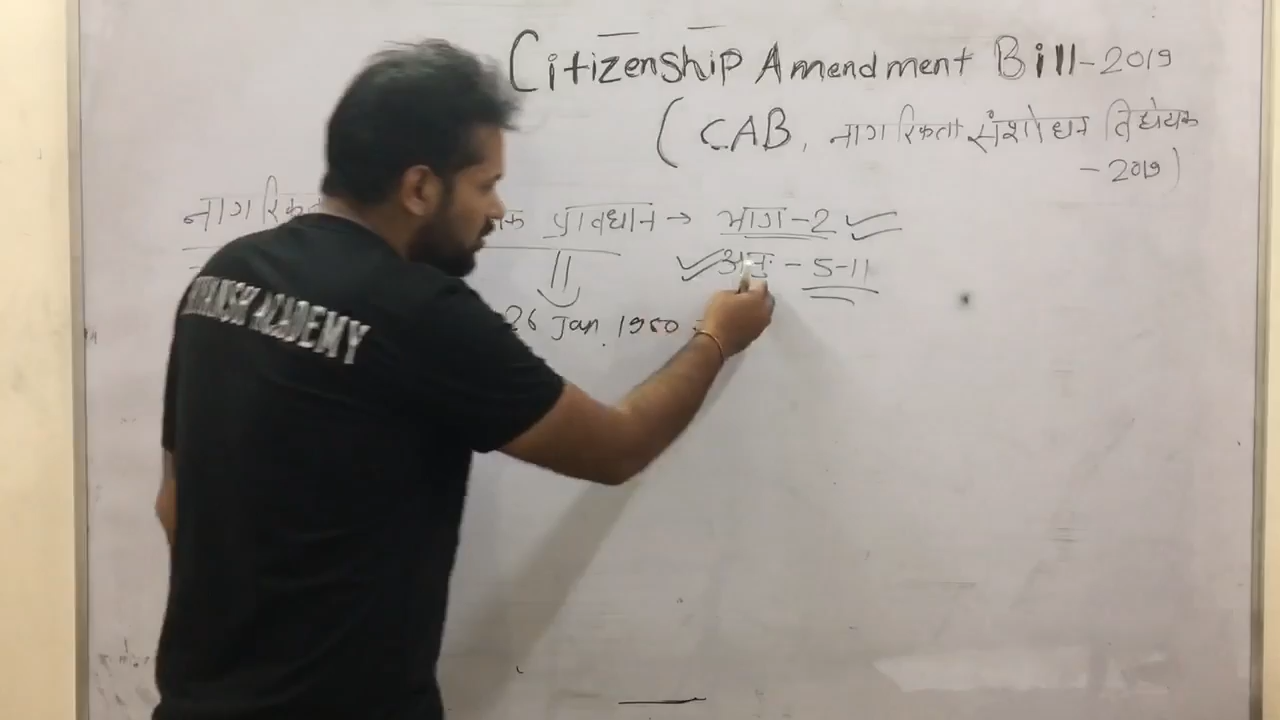 Citizenship Amendment Bill-2019
( CAB, नागरिकता संशोधन विधेयक
- 2019 )
प्रावधान → भाग-2
अनु: - 5-11
26 Jan. 1950
ACADEMY